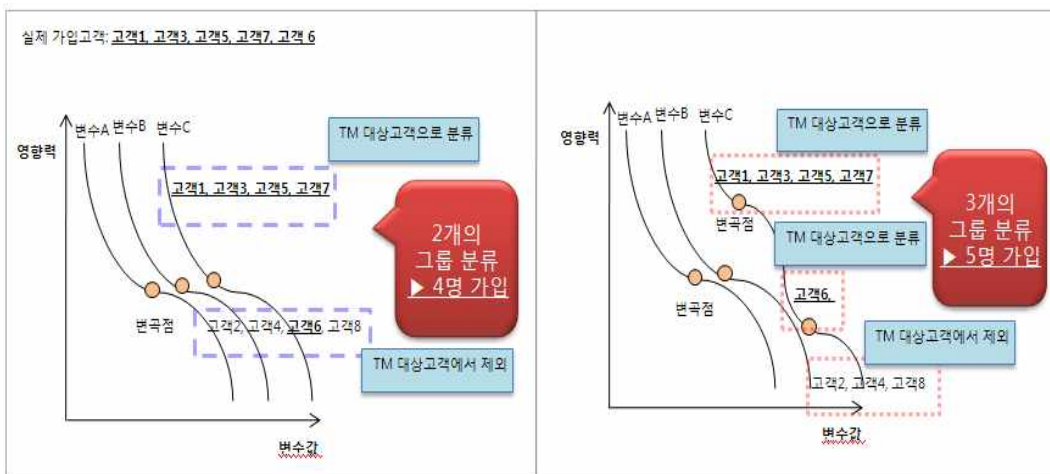 실제 가입고객: 고객1, 고객3, 고객5, 고객7, 고객 6
영향력
변수A
변수B
변수C
TM 대상고객으로 분류
고객1, 고객3, 고객5, 고객7
2개의
그룹 분류
▶ 4명 가입
변곡점
고객2, 고객4, 고객6, 고객8
TM 대상고객에서 제외
변수값
영향력
변수A
변수B
변수C
TM 대상고객으로 분류
고객1, 고객3, 고객5, 고객7
변곡점
3개의
그룹 분류
▶ 5명 가입
TM 대상고객으로 분류
고객6,
변곡점
TM 대상고객에서 제외
고객2, 고객4, 고객8
변수값